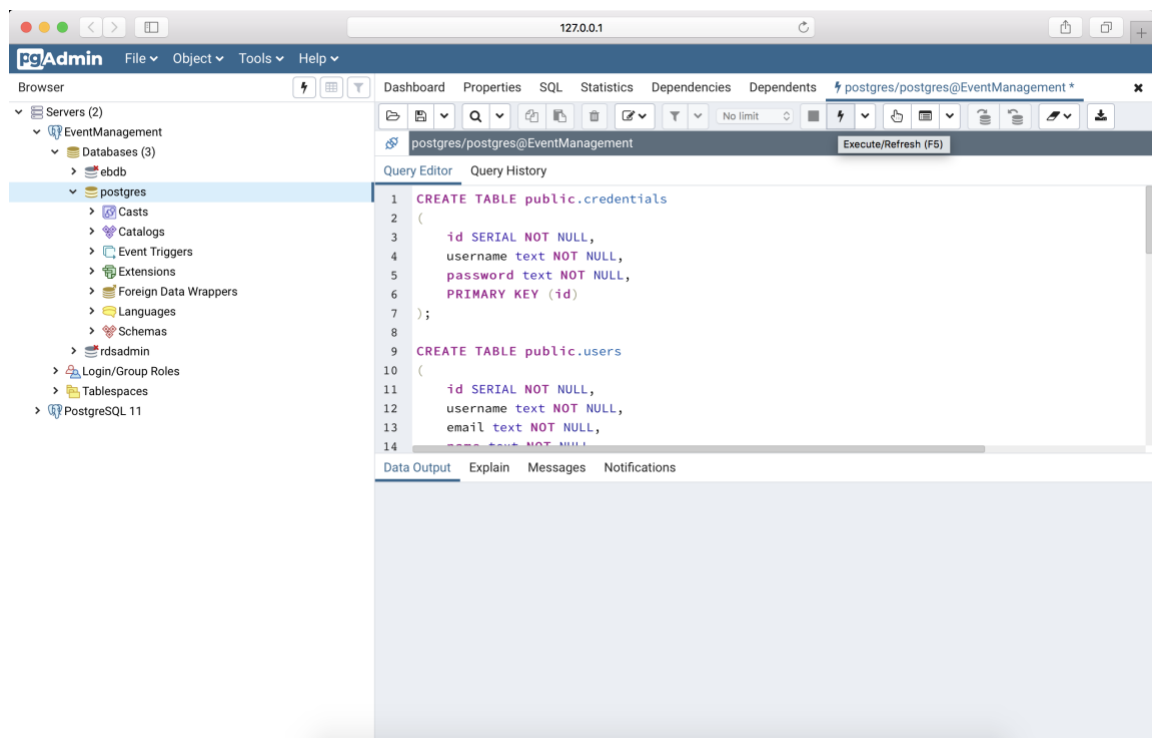 127.0.0.1
pgAdmin File Object Tools Help
Browser
Dashboard Properties SQL Statistics Dependencies Dependents postgres/postgres@EventManagement *
Servers (2)
EventManagement
Databases (3)
ebdb
postgres
Casts
Catalogs
Event Triggers
Extensions
Foreign Data Wrappers
Languages
Schemas
rdsadmin
Login/Group Roles
Tablespaces
PostgreSQL 11
No limit
postgres/postgres@EventManagement
Execute/Refresh (F5)
Query Editor Query History
1 CREATE TABLE public.credentials
2 (
3 id SERIAL NOT NULL,
4 username text NOT NULL,
5 password text NOT NULL,
6 PRIMARY KEY (id)
7 );
8
9 CREATE TABLE public.users
10 (
11 id SERIAL NOT NULL,
12 username text NOT NULL,
13 email text NOT NULL,
14 name text NOT NULL
Data Output Explain Messages Notifications